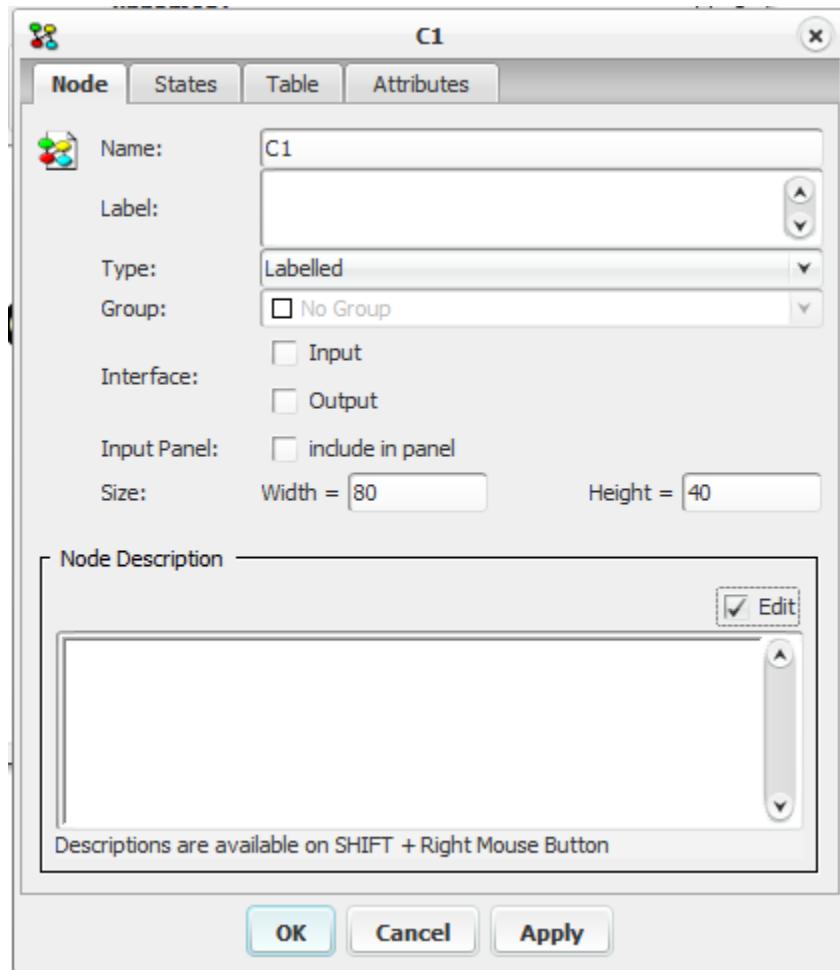 C1
Node States Table Attributes
Name: C1
Label:
Type: Labelled
Group: No Group
Interface: Input
Output
Input Panel: include in panel
Size: Width = 80 Height = 40
Node Description
Edit
Descriptions are available on SHIFT + Right Mouse Button
OK Cancel Apply